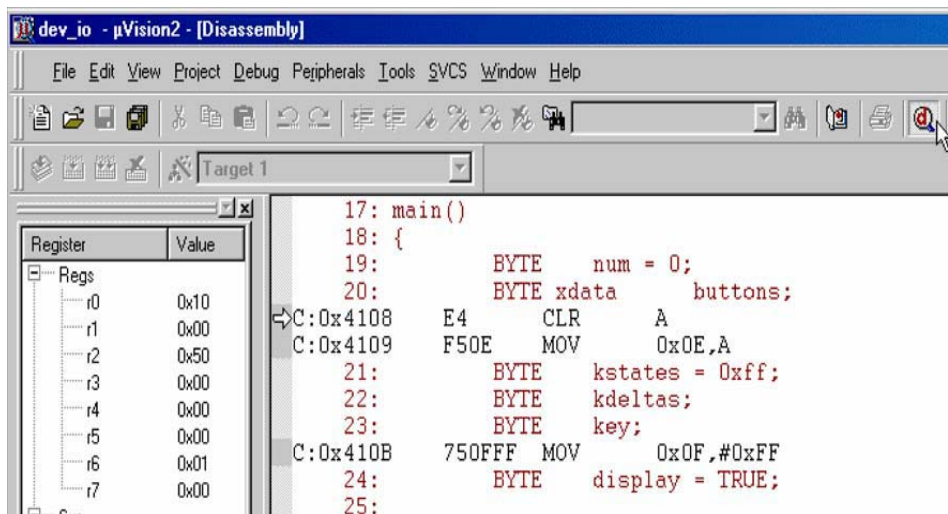 dev_io - µVision2 - [Disassembly]
File Edit View Project Debug Peripherals Tools SVCS Window Help
Target 1
Register Value
Regs
r0 0x10
r1 0x00
r2 0x50
r3 0x00
r4 0x00
r5 0x00
r6 0x01
r7 0x00
17: main()
18: {
19: BYTE num = 0;
20: BYTE xdata buttons;
C:0x4108 E4 CLR A
C:0x4109 F50E MOV 0x0E,A
21: BYTE kstates = 0xff;
22: BYTE kdeltas;
23: BYTE key;
C:0x410B 750FFF MOV 0x0F,#0xFF
24: BYTE display = TRUE;
25: